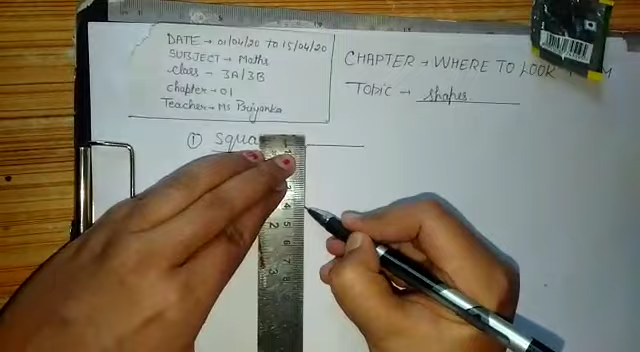 DATE → 01/04/20 TO 15/04/20
SUBJECT → Maths
class → 3A/3B
chapter → 01
Teacher → Ms Priyanka
CHAPTER → WHERE TO LOOK
Topic → shapes
① Squa